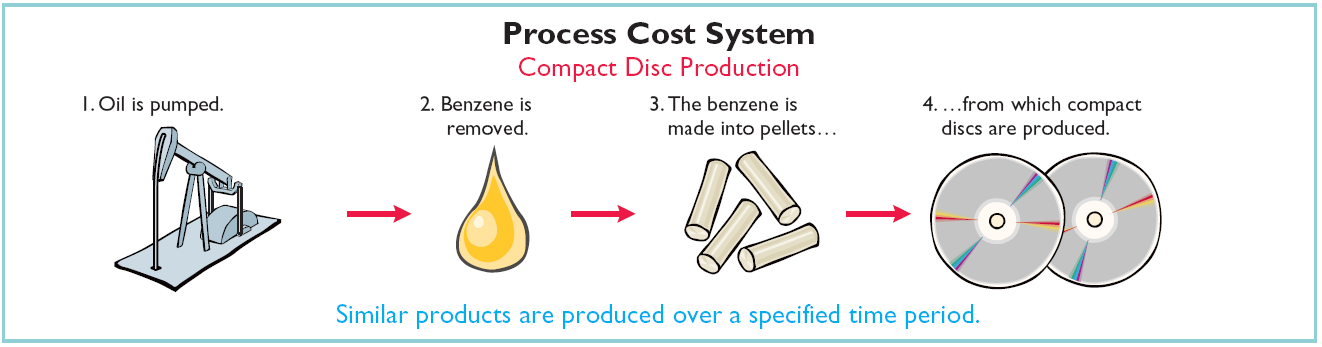 Process Cost System
Compact Disc Production
1. Oil is pumped.
2. Benzene is
removed.
3. The benzene is
made into pellets…
4. …from which compact
discs are produced.
Similar products are produced over a specified time period.